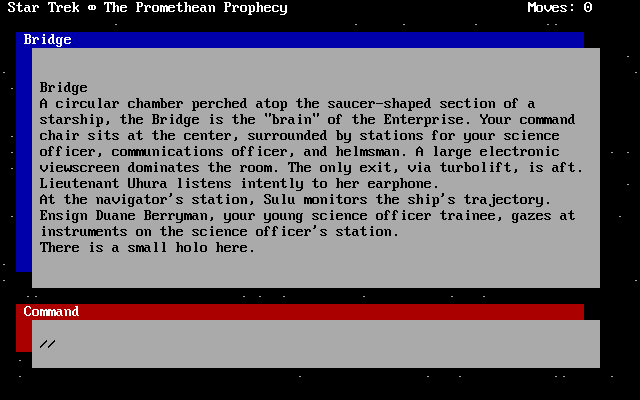 Star Trek ∞ The Promethean Prophecy Moves: 0
Bridge
Bridge
A circular chamber perched atop the saucer-shaped section of a
starship, the Bridge is the "brain" of the Enterprise. Your command
chair sits at the center, surrounded by stations for your science
officer, communications officer, and helmsman. A large electronic
viewscreen dominates the room. The only exit, via turbolift, is aft.
Lieutenant Uhura listens intently to her earphone.
At the navigator's station, Sulu monitors the ship's trajectory.
Ensign Duane Berryman, your young science officer trainee, gazes at
instruments on the science officer's station.
There is a small holo here.
Command
//